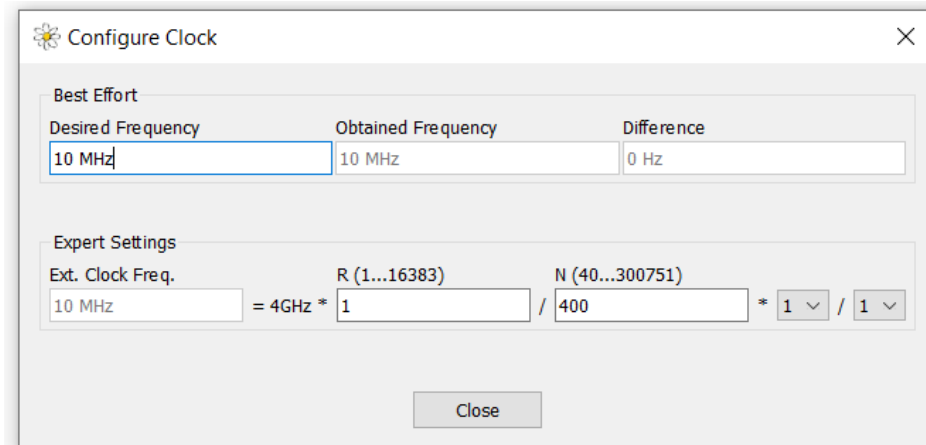 Configure Clock
Best Effort
Desired Frequency Obtained Frequency Difference
10 MHz 10 MHz 0 Hz
Expert Settings
Ext. Clock Freq. R (1...16383) N (40...300751)
10 MHz = 4GHz * 1 / 400 * 1 / 1
Close